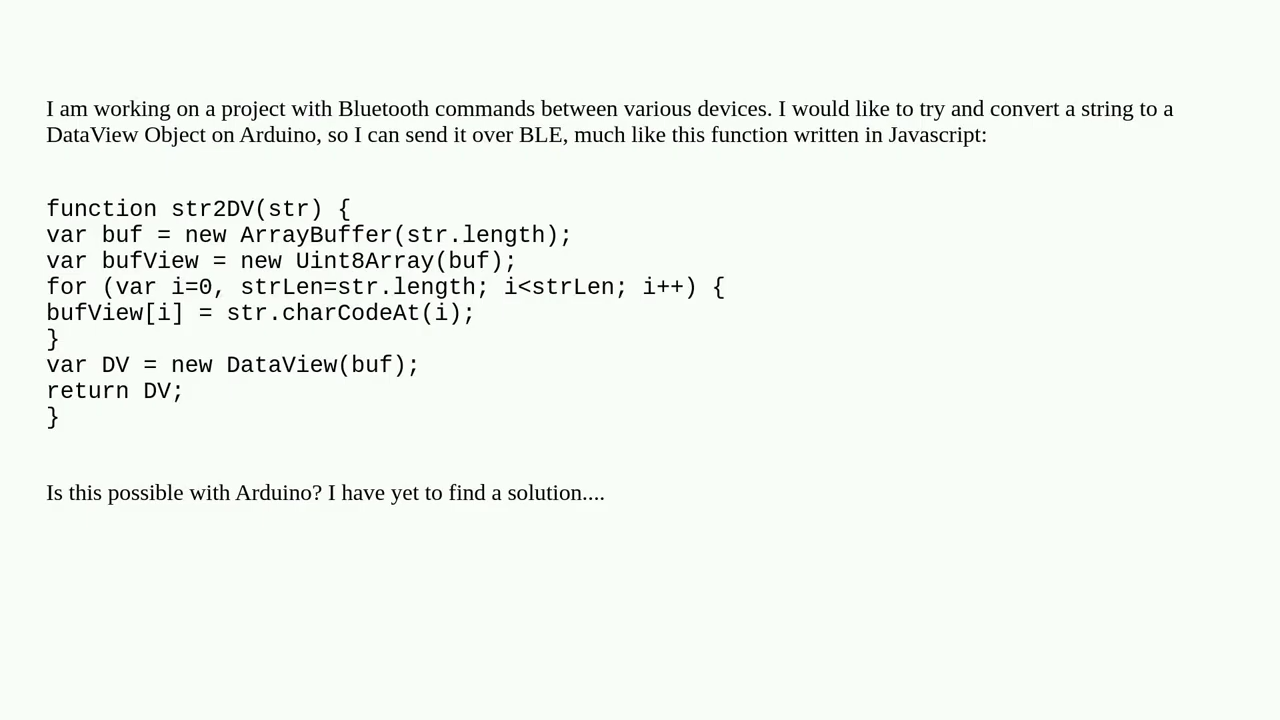 I am working on a project with Bluetooth commands between various devices. I would like to try and convert a string to a
DataView Object on Arduino, so I can send it over BLE, much like this function written in Javascript:
function str2DV(str) {
var buf = new ArrayBuffer(str.length);
var bufView = new Uint8Array(buf);
for (var i=0, strLen=str.length; i<strLen; i++) {
bufView[i] = str.charCodeAt(i);
}
var DV = new DataView(buf);
return DV;
}
Is this possible with Arduino? I have yet to find a solution....